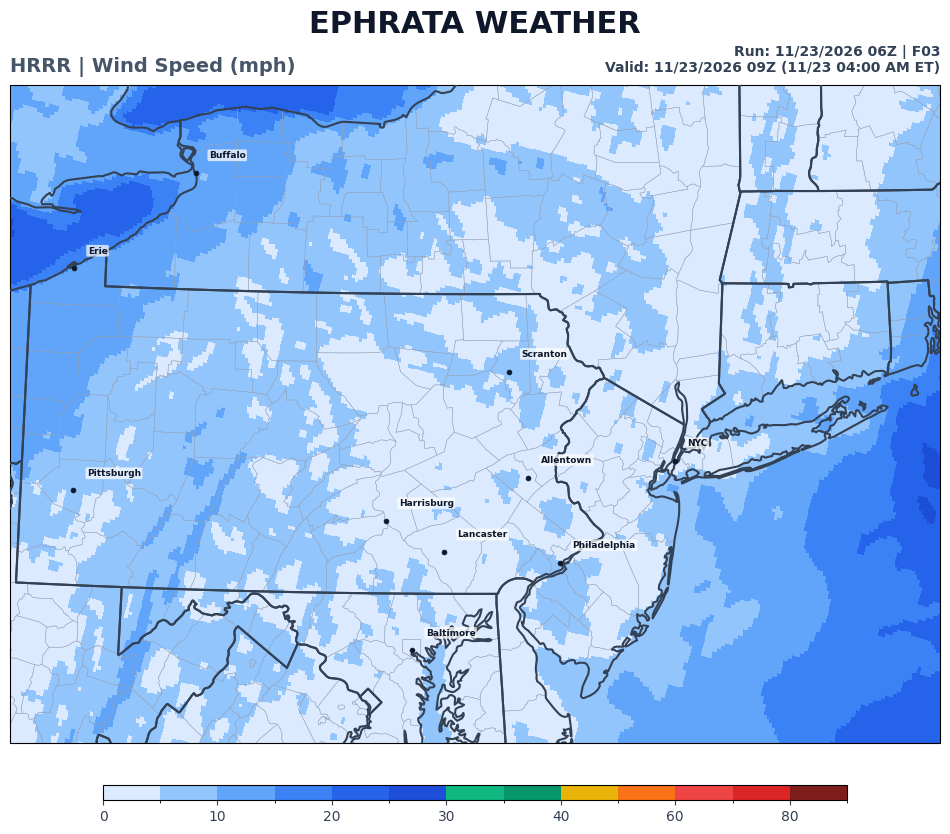 EPHRATA WEATHER
HRRR | Wind Speed (mph)
Run: 11/23/2026 06Z | F03
Valid: 11/23/2026 09Z (11/23 04:00 AM ET)
Buffalo
Erie
Scranton
NYC
Allentown
Pittsburgh
Harrisburg
Lancaster
Philadelphia
Baltimore
0 10 20 30 40 50 60 70 80